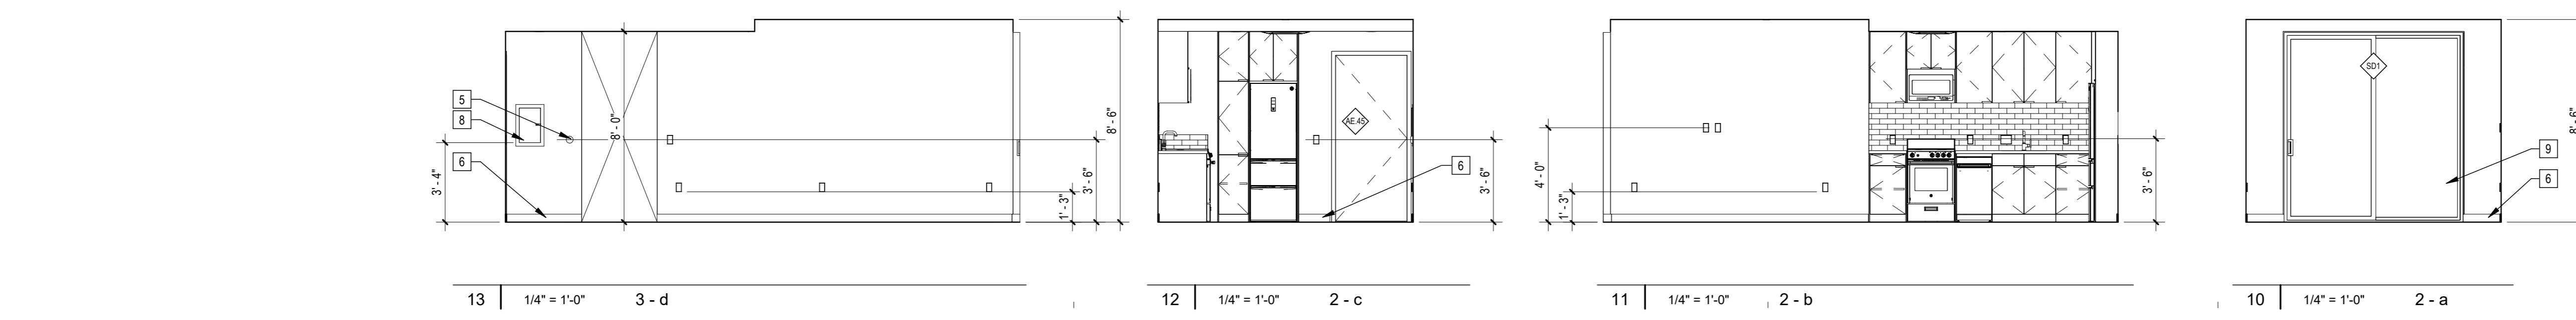 5
8
6
3' - 4"
8' - 0"
1' - 3"
3' - 6"
8' - 6"
13 1/4" = 1'-0" 3 - d
AE.45
6
3' - 6"
12 1/4" = 1'-0" 2 - c
4' - 0"
1' - 3"
3' - 6"
11 1/4" = 1'-0" 2 - b
SD1
9
6
8' - 6"
10 1/4" = 1'-0" 2 - a